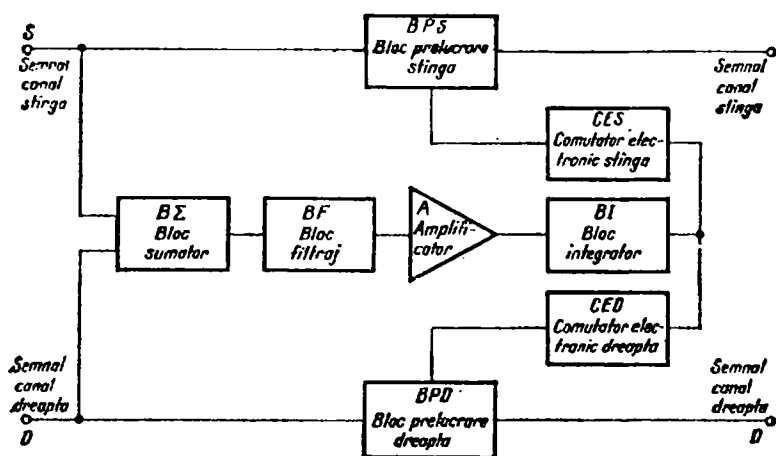 S
Semnal
canal
stînga
BPS
Bloc prelucrare
stinga
Semnal
canal
stinga
CES
Comutator elec-
tronic stinga
BΣ
Bloc
sumator
BF
Bloc
filtraj
A
Amplifi-
cator
BI
Bloc
integrator
CED
Comutator elec-
tronic dreapta
Semnal
canal
dreapta
D
BPD
Bloc prelucrare
dreapta
Semnal
canal
dreapta
D